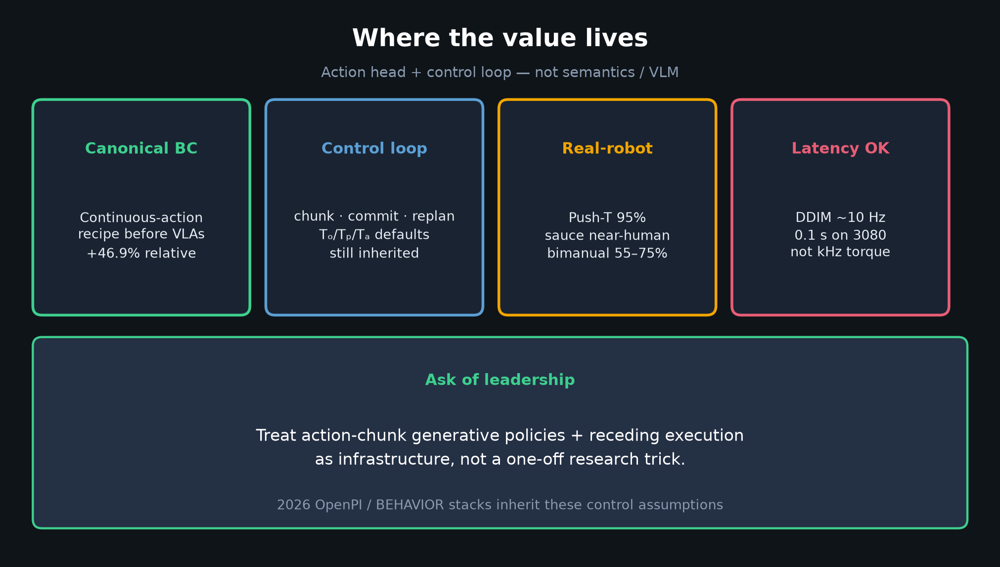 Where the value lives
Action head + control loop — not semantics / VLM
Canonical BC
Continuous-action
recipe before VLAs
+46.9% relative
Control loop
chunk · commit · replan
Tₒ/Tₚ/Tₐ defaults
still inherited
Real-robot
Push-T 95%
sauce near-human
bimanual 55–75%
Latency OK
DDIM ~10 Hz
0.1 s on 3080
not kHz torque
Ask of leadership
Treat action-chunk generative policies + receding execution
as infrastructure, not a one-off research trick.
2026 OpenPI / BEHAVIOR stacks inherit these control assumptions